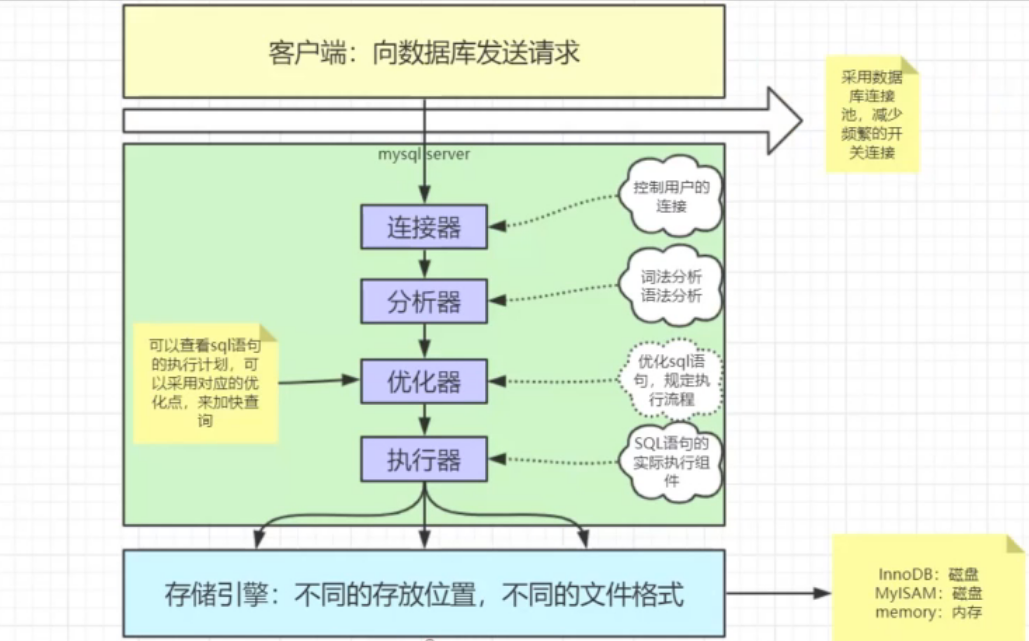 客户端：向数据库发送请求
采用数据
库连接
池，减少
频繁的开
关连接
mysql server
控制用户的
连接
连接器
词法分析
语法分析
分析器
可以查看sql语句
的执行计划，可
以采用对应的优
化点，来加快查
询
优化器
优化sql语
句，规定执
行流程
执行器
SQL语句的
实际执行组
件
存储引擎：不同的存放位置，不同的文件格式
InnoDB：磁盘
MyISAM：磁盘
memory：内存